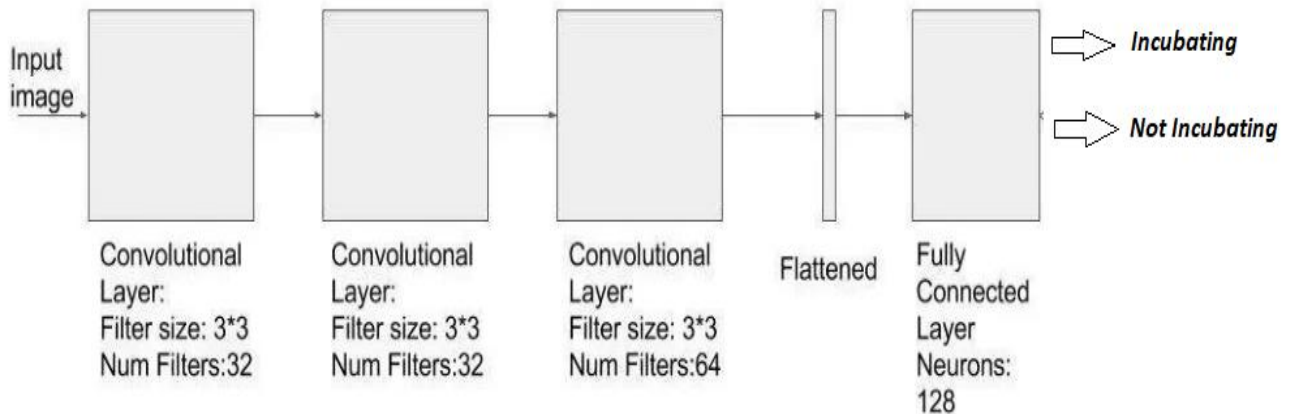 Input
image
Incubating
Not Incubating
Convolutional
Layer:
Filter size: 3*3
Num Filters:32
Convolutional
Layer:
Filter size: 3*3
Num Filters:32
Convolutional
Layer:
Filter size: 3*3
Num Filters:64
Flattened
Fully
Connected
Layer
Neurons:
128